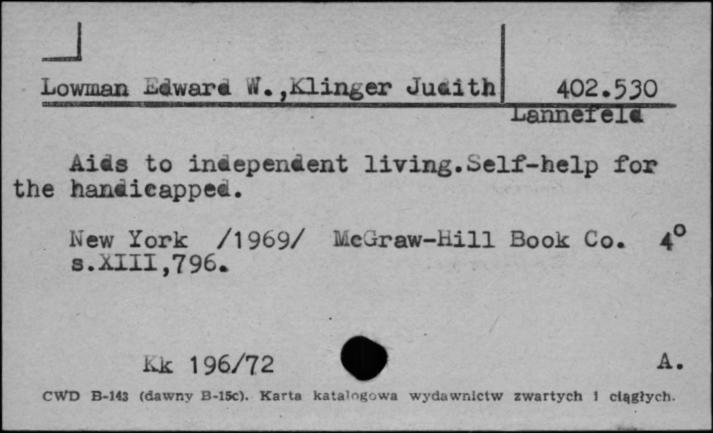 Lowman Edward W.,Klinger Judith 402.530
Lannefeld
Aids to independent living.Self-help for
the handicapped.
New York /1969/ McGraw-Hill Book Co. 4°
s.XIII,796.
Kk 196/72 A.
CWD B-143 (dawny B-15c). Karta katalogowa wydawnictw zwartych i ciągłych.